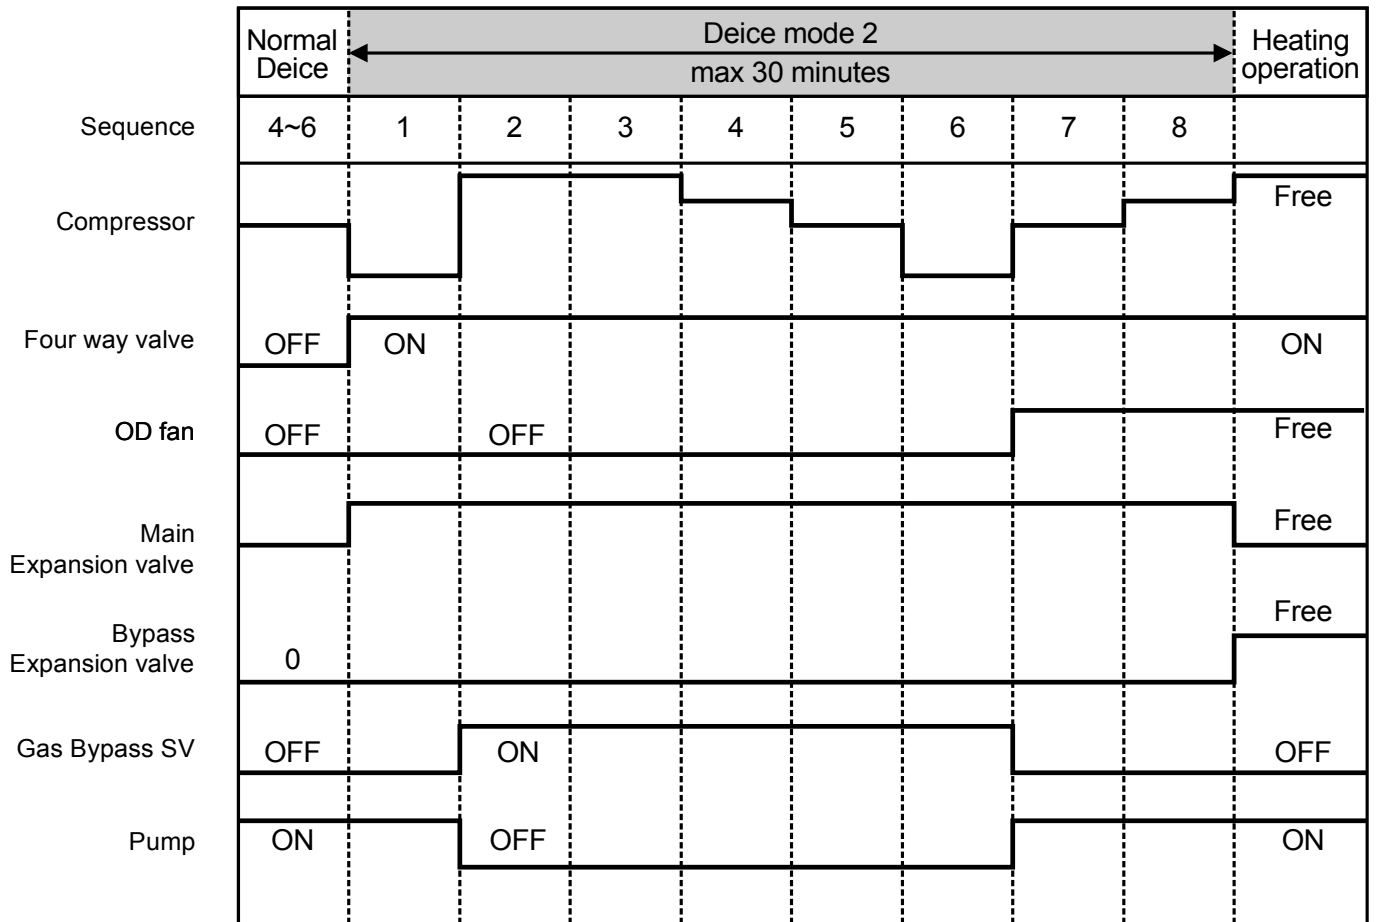 Normal
Deice
Deice mode 2
max 30 minutes
Heating
operation
Sequence 4~6 1 2 3 4 5 6 7 8
Compressor Free
Four way valve OFF ON ON
OD fan OFF OFF Free
Main
Expansion valve Free
Bypass
Expansion valve 0 Free
Gas Bypass SV OFF ON OFF
Pump ON OFF ON